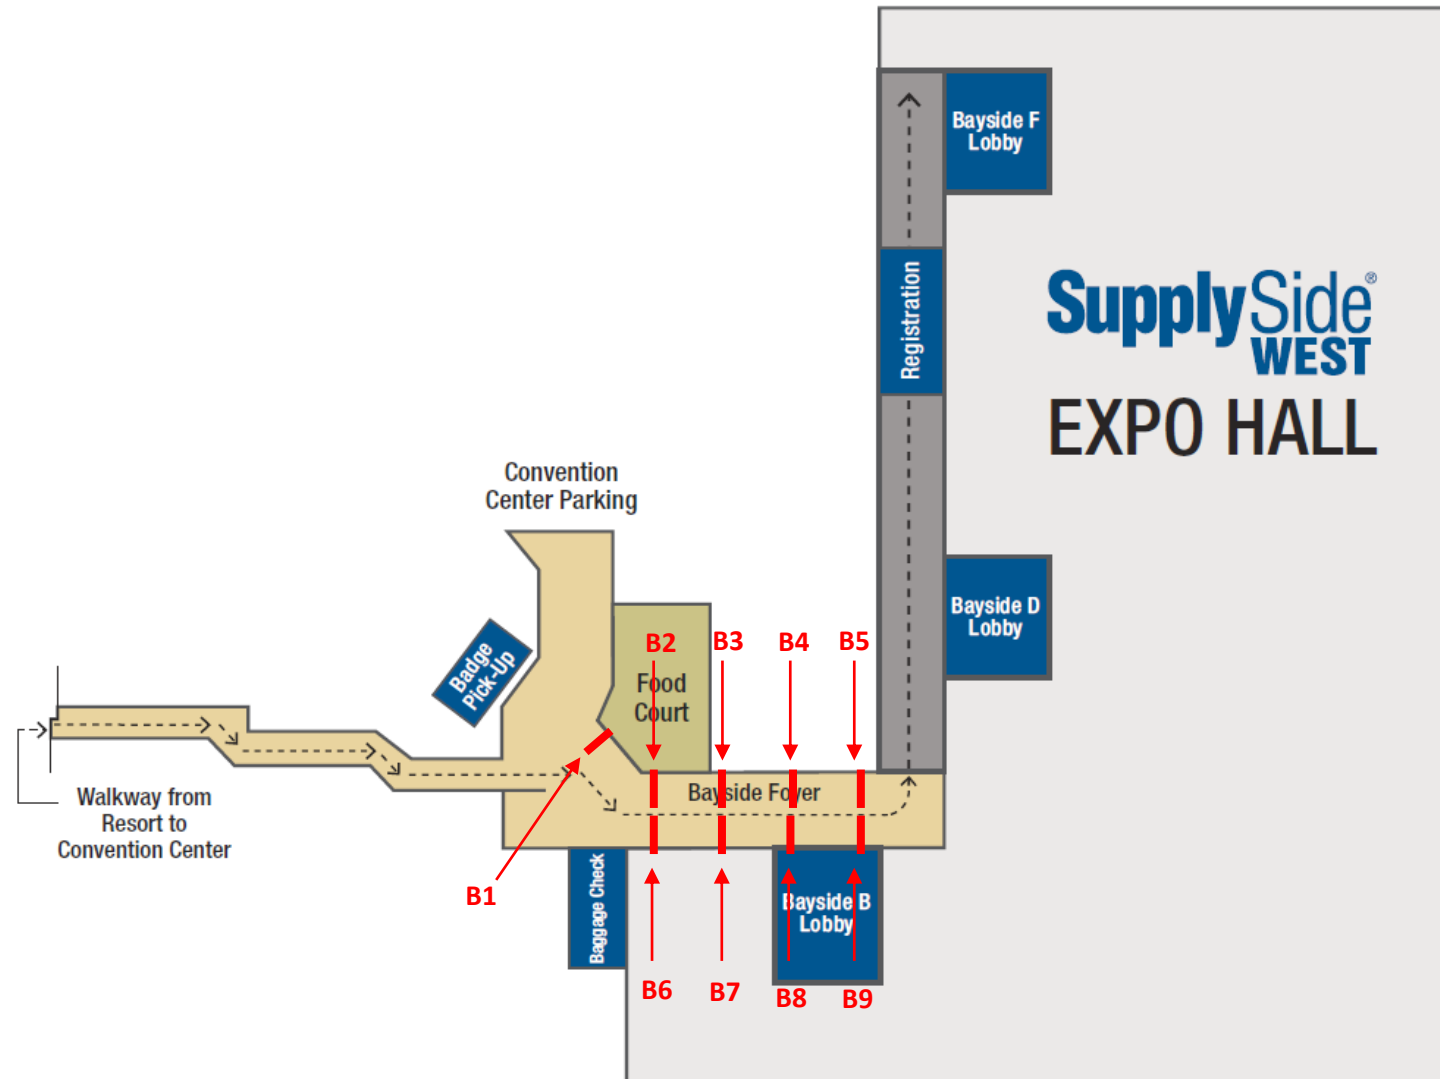 Bayside F
Lobby
Registration
SupplySide®
WEST
EXPO HALL
Convention
Center Parking
Badge
Pick-Up
Bayside D
Lobby
B2
B3
B4
B5
Food
Court
Bayside Foyer
Walkway from
Resort to
Convention Center
B1
Baggage Check
Bayside B
Lobby
B6
B7
B8
B9